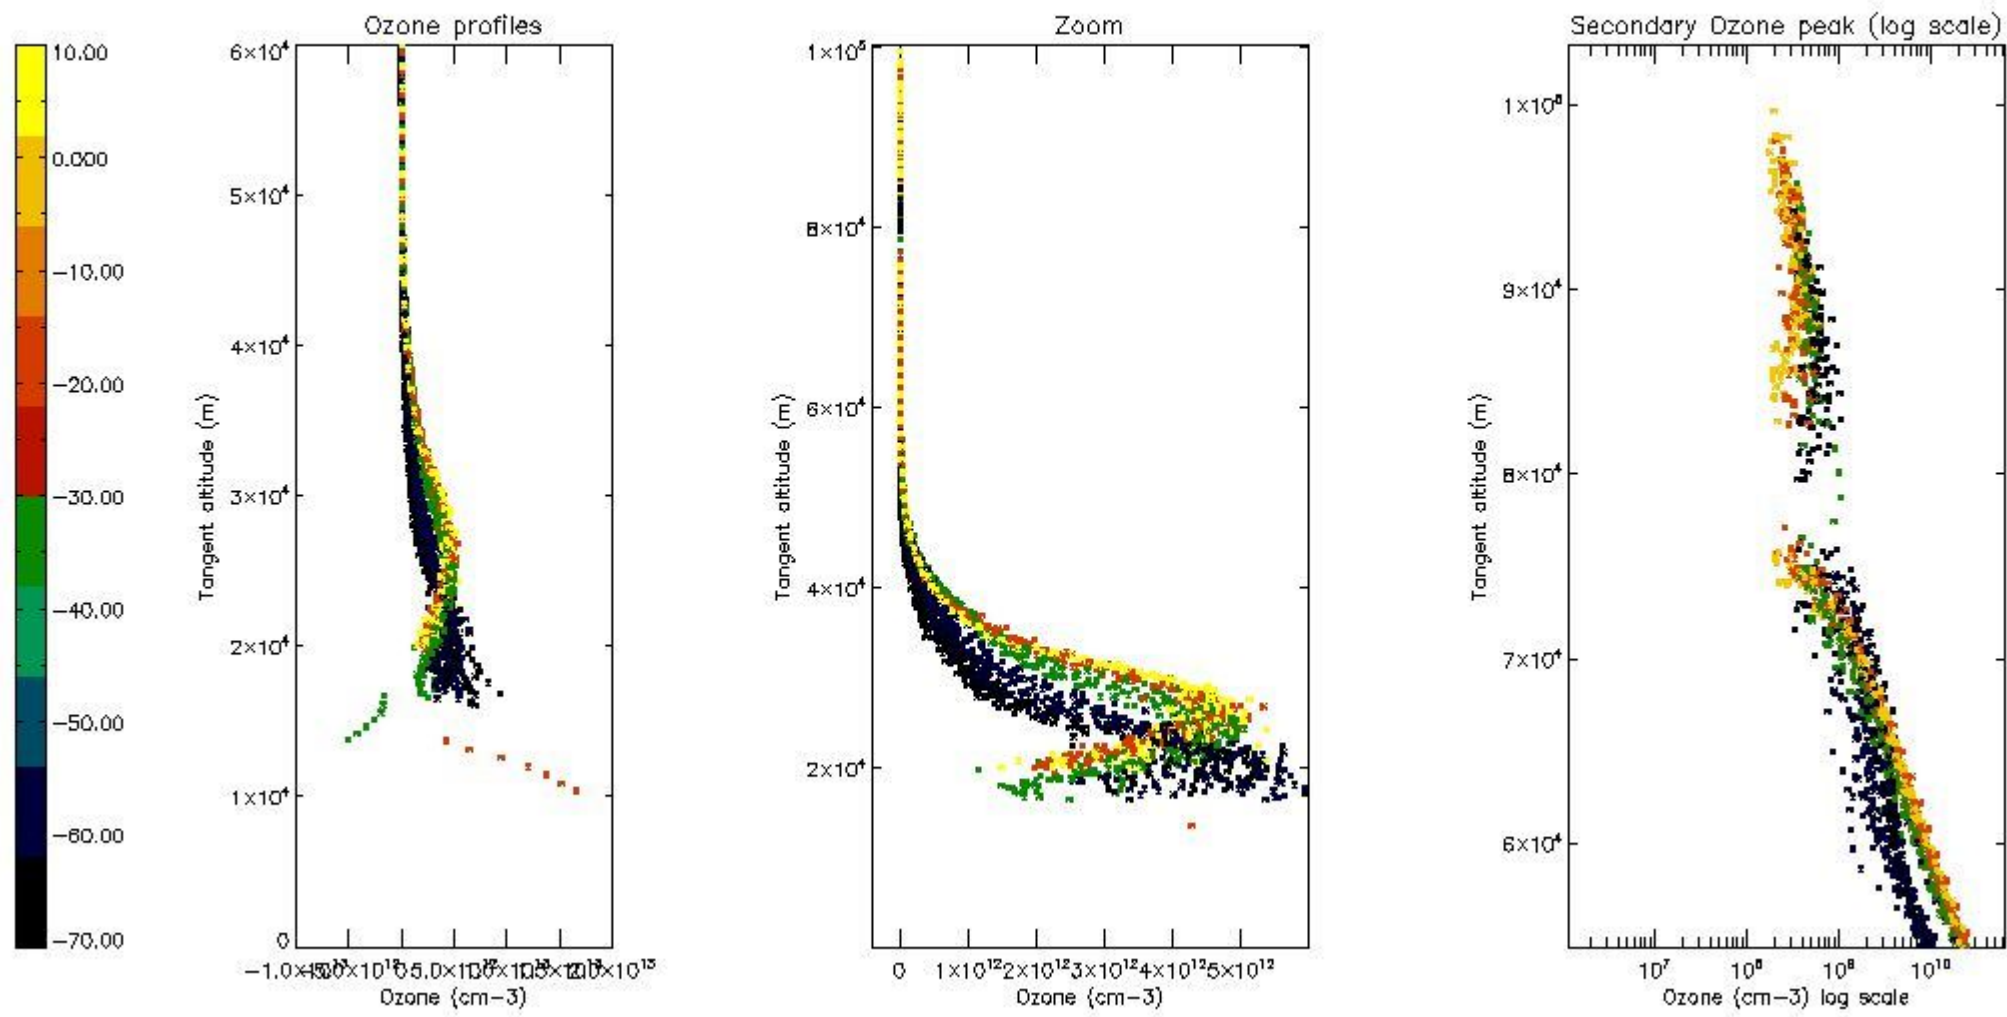 Ozone profiles
Zoom
Secondary Ozone peak (log scale)
10.00
0.000
−10.00
−20.00
−30.00
−40.00
−50.00
−60.00
−70.00
6×10⁴
5×10⁴
4×10⁴
3×10⁴
2×10⁴
1×10⁴
0
Tangent altitude (m)
Ozone (cm−3)
1×10⁵
8×10⁴
6×10⁴
4×10⁴
2×10⁴
Tangent altitude (m)
0 1×10¹² 2×10¹² 3×10¹² 4×10¹² 5×10¹²
Ozone (cm−3)
9×10⁴
8×10⁴
7×10⁴
6×10⁴
Tangent altitude (m)
10⁷ 10⁸ 10⁹ 10¹⁰
Ozone (cm−3) log scale